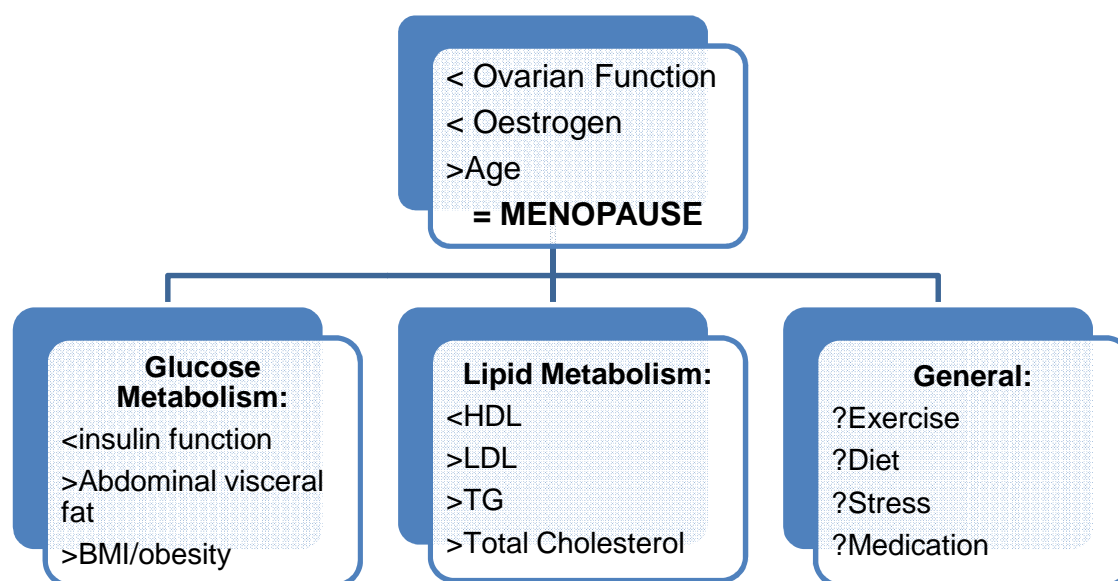 < Ovarian Function
< Oestrogen
>Age
= MENOPAUSE
Glucose
Metabolism:
<insulin function
>Abdominal visceral
fat
>BMI/obesity
Lipid Metabolism:
<HDL
>LDL
>TG
>Total Cholesterol
General:
?Exercise
?Diet
?Stress
?Medication